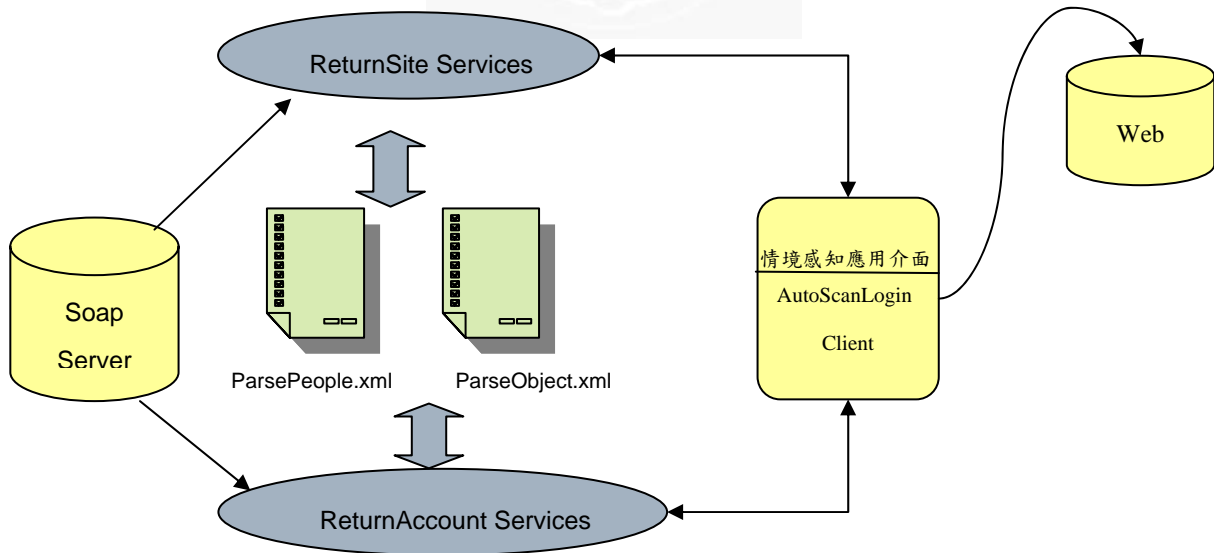 ReturnSite Services
Web
情境感知應用介面
AutoScanLogin
Client
Soap
Server
ParsePeople.xml
ParseObject.xml
ReturnAccount Services